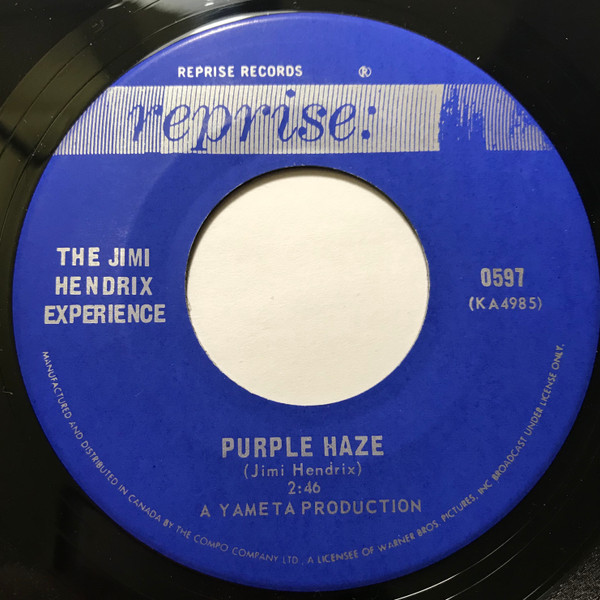 REPRISE RECORDS ®
reprise:
THE JIMI
HENDRIX
EXPERIENCE
0597
(KA4985)
PURPLE HAZE
(Jimi Hendrix)
2:46
A YAMETA PRODUCTION
MANUFACTURED AND DISTRIBUTED IN CANADA BY THE COMPO COMPANY LTD., A LICENSEE OF WARNER BROS. PICTURES, INC. BROADCAST UNDER LICENSE ONLY.